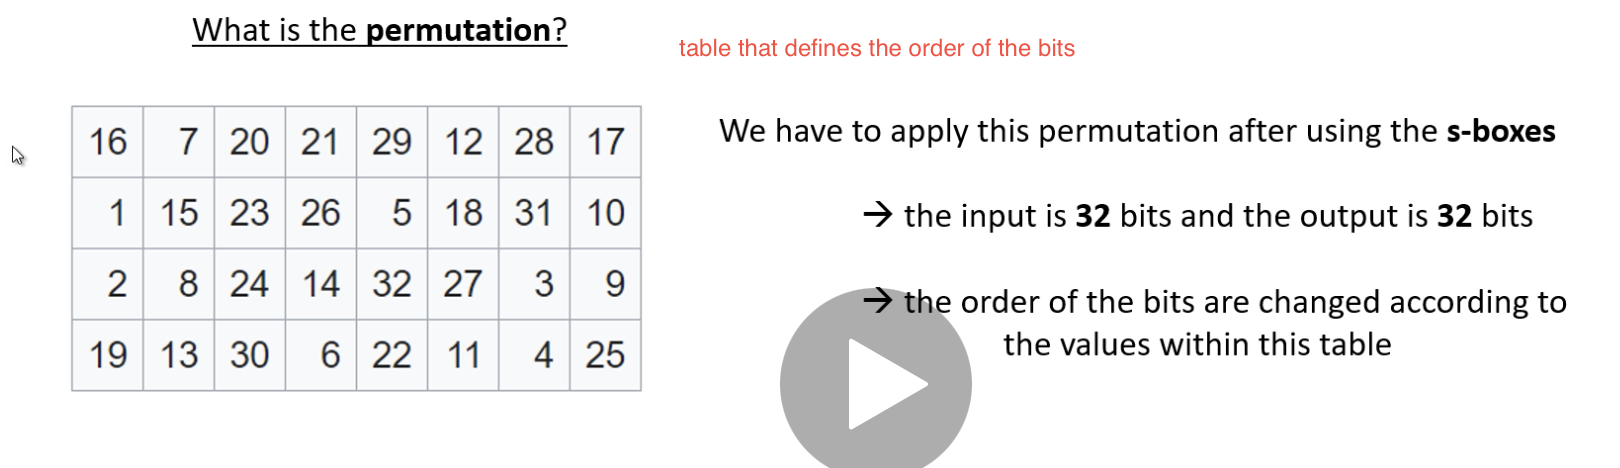 What is the permutation?
table that defines the order of the bits
16 7 20 21 29 12 28 17
1 15 23 26 5 18 31 10
2 8 24 14 32 27 3 9
19 13 30 6 22 11 4 25
We have to apply this permutation after using the s-boxes
→ the input is 32 bits and the output is 32 bits
→ the order of the bits are changed according to
the values within this table